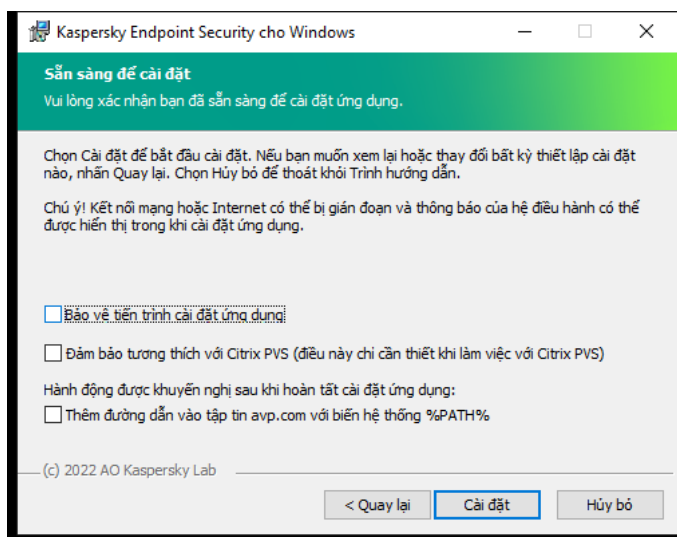 Kaspersky Endpoint Security cho Windows
Sẵn sàng để cài đặt
Vui lòng xác nhận bạn đã sẵn sàng để cài đặt ứng dụng.
Chọn Cài đặt để bắt đầu cài đặt. Nếu bạn muốn xem lại hoặc thay đổi bất kỳ thiết lập cài đặt
nào, nhấn Quay lại. Chọn Hủy bỏ để thoát khỏi Trình hướng dẫn.
Chú ý! Kết nối mạng hoặc Internet có thể bị gián đoạn và thông báo của hệ điều hành có thể
được hiển thị trong khi cài đặt ứng dụng.
Bảo vệ tiến trình cài đặt ứng dụng
Đảm bảo tương thích với Citrix PVS (điều này chỉ cần thiết khi làm việc với Citrix PVS)
Hành động được khuyến nghị sau khi hoàn tất cài đặt ứng dụng:
Thêm đường dẫn vào tập tin avp.com với biến hệ thống %PATH%
(c) 2022 AO Kaspersky Lab
< Quay lại Cài đặt Hủy bỏ